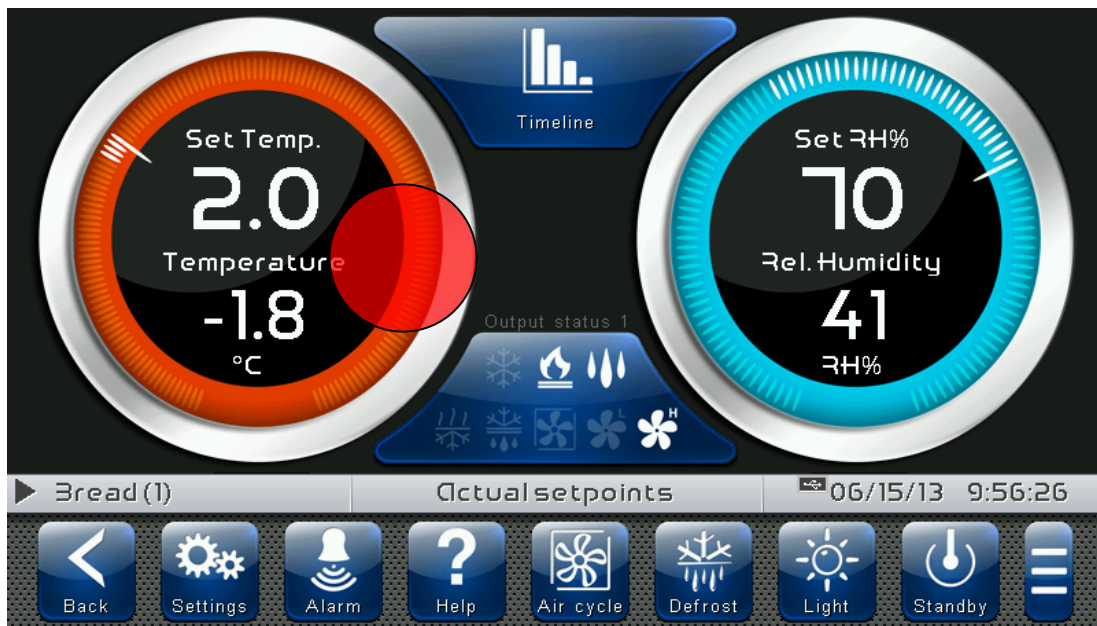 Timeline
Set Temp.
2.0
Temperature
-1.8
°C
Set RH%
70
Rel. Humidity
41
RH%
Output status 1
L
H
Bread (1)
Actual setpoints
06/15/13 9:56:26
Back
Settings
Alarm
? Help
Air cycle
Defrost
Light
Standby